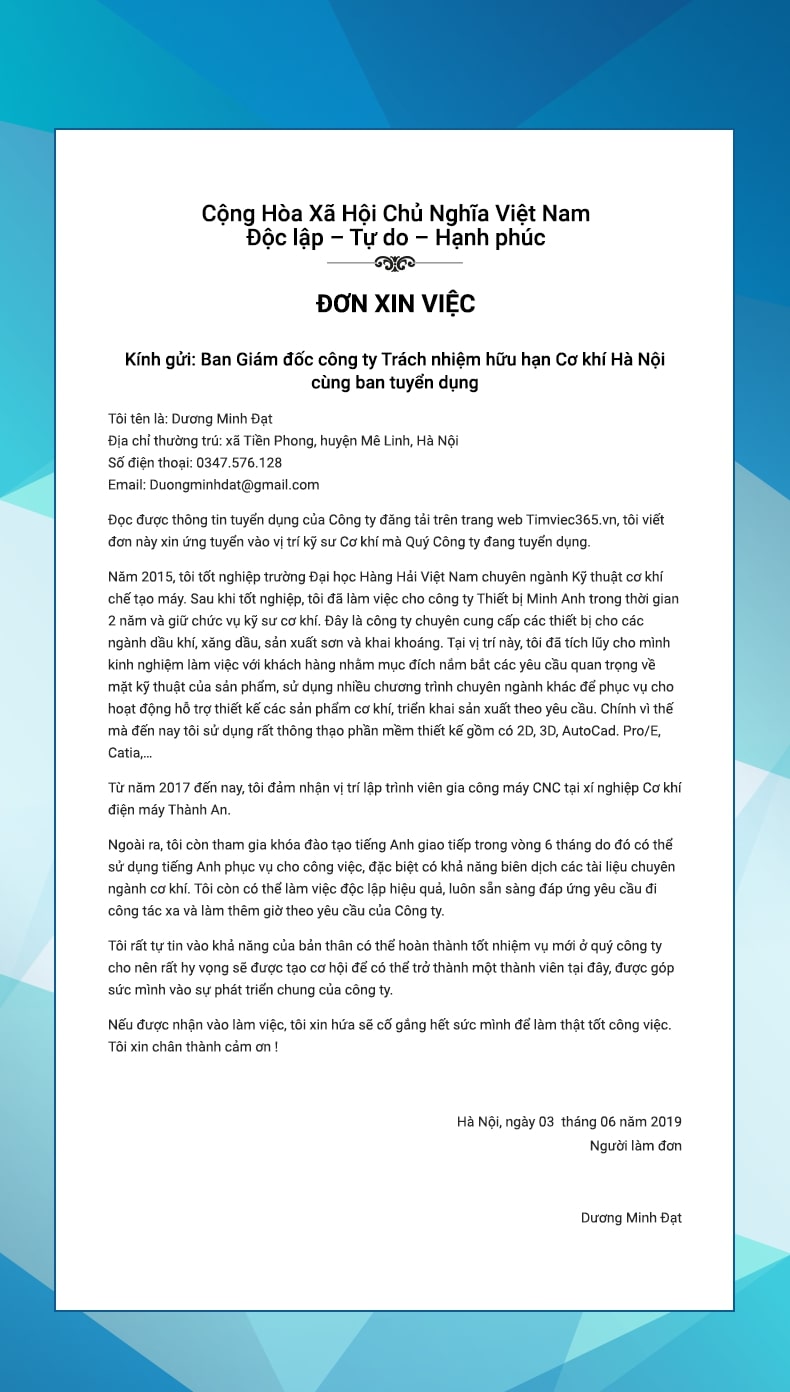 Cộng Hòa Xã Hội Chủ Nghĩa Việt Nam
Độc lập – Tự do – Hạnh phúc
ĐƠN XIN VIỆC
Kính gửi: Ban Giám đốc công ty Trách nhiệm hữu hạn Cơ khí Hà Nội
cùng ban tuyển dụng
Tôi tên là: Dương Minh Đạt
Địa chỉ thường trú: xã Tiền Phong, huyện Mê Linh, Hà Nội
Số điện thoại: 0347.576.128
Email: Duongminhdat@gmail.com
Đọc được thông tin tuyển dụng của Công ty đăng tải trên trang web Timviec365.vn, tôi viết
đơn này xin ứng tuyển vào vị trí kỹ sư Cơ khí mà Quý Công ty đang tuyển dụng.
Năm 2015, tôi tốt nghiệp trường Đại học Hàng Hải Việt Nam chuyên ngành Kỹ thuật cơ khí
chế tạo máy. Sau khi tốt nghiệp, tôi đã làm việc cho công ty Thiết bị Minh Anh trong thời gian
2 năm và giữ chức vụ kỹ sư cơ khí. Đây là công ty chuyên cung cấp các thiết bị cho các
ngành dầu khí, xăng dầu, sản xuất sơn và khai khoáng. Tại vị trí này, tôi đã tích lũy cho mình
kinh nghiệm làm việc với khách hàng nhằm mục đích nắm bắt các yêu cầu quan trọng về
mặt kỹ thuật của sản phẩm, sử dụng nhiều chương trình chuyên ngành khác để phục vụ cho
hoạt động hỗ trợ thiết kế các sản phẩm cơ khí, triển khai sản xuất theo yêu cầu. Chính vì thế
mà đến nay tôi sử dụng rất thông thạo phần mềm thiết kế gồm có 2D, 3D, AutoCad. Pro/E,
Catia,...
Từ năm 2017 đến nay, tôi đảm nhận vị trí lập trình viên gia công máy CNC tại xí nghiệp Cơ khí
điện máy Thành An.
Ngoài ra, tôi còn tham gia khóa đào tạo tiếng Anh giao tiếp trong vòng 6 tháng do đó có thể
sử dụng tiếng Anh phục vụ cho công việc, đặc biệt có khả năng biên dịch các tài liệu chuyên
ngành cơ khí. Tôi còn có thể làm việc độc lập hiệu quả, luôn sẵn sàng đáp ứng yêu cầu đi
công tác xa và làm thêm giờ theo yêu cầu của Công ty.
Tôi rất tự tin vào khả năng của bản thân có thể hoàn thành tốt nhiệm vụ mới ở quý công ty
cho nên rất hy vọng sẽ được tạo cơ hội để có thể trở thành một thành viên tại đây, được góp
sức mình vào sự phát triển chung của công ty.
Nếu được nhận vào làm việc, tôi xin hứa sẽ cố gắng hết sức mình để làm thật tốt công việc.
Tôi xin chân thành cảm ơn !
Hà Nội, ngày 03 tháng 06 năm 2019
Người làm đơn
Dương Minh Đạt